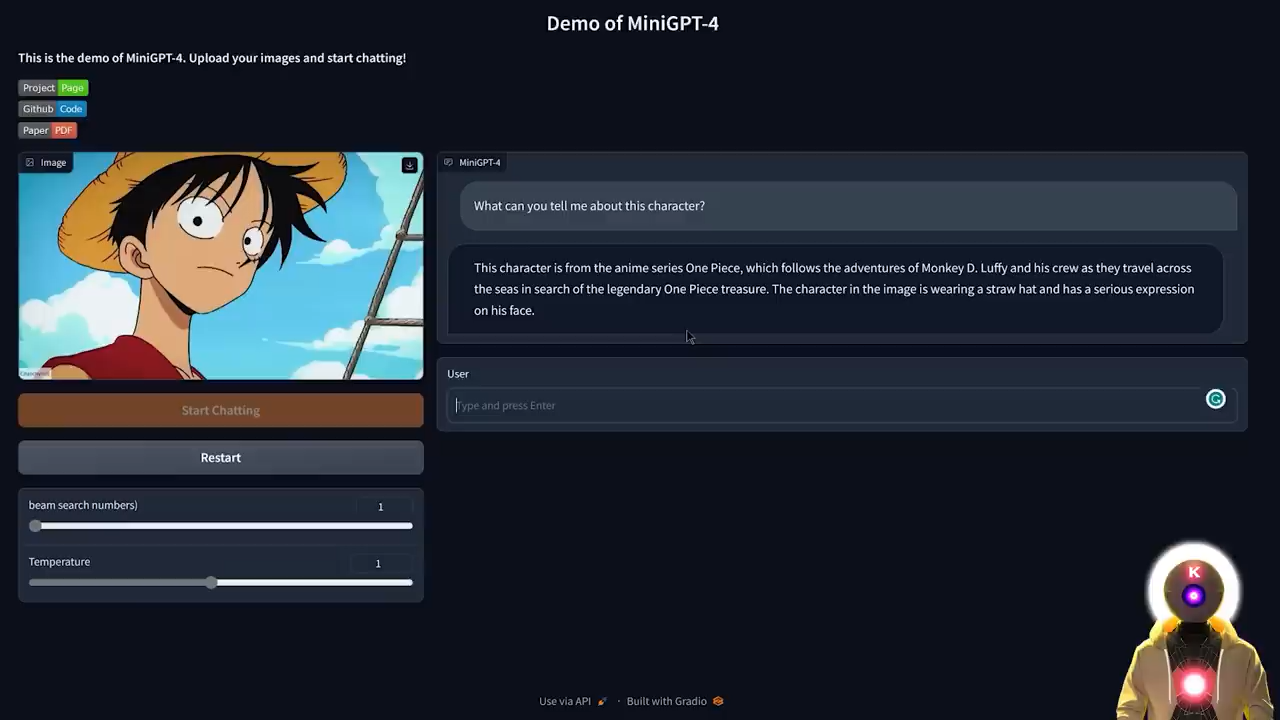 Demo of MiniGPT-4
This is the demo of MiniGPT-4. Upload your images and start chatting!
Project Page
Github Code
Paper PDF
Image
MiniGPT-4
What can you tell me about this character?
This character is from the anime series One Piece, which follows the adventures of Monkey D. Luffy and his crew as they travel across
the seas in search of the legendary One Piece treasure. The character in the image is wearing a straw hat and has a serious expression
on his face.
User
Type and press Enter
Start Chatting
Restart
beam search numbers) 1
Temperature 1
K
Use via API · Built with Gradio